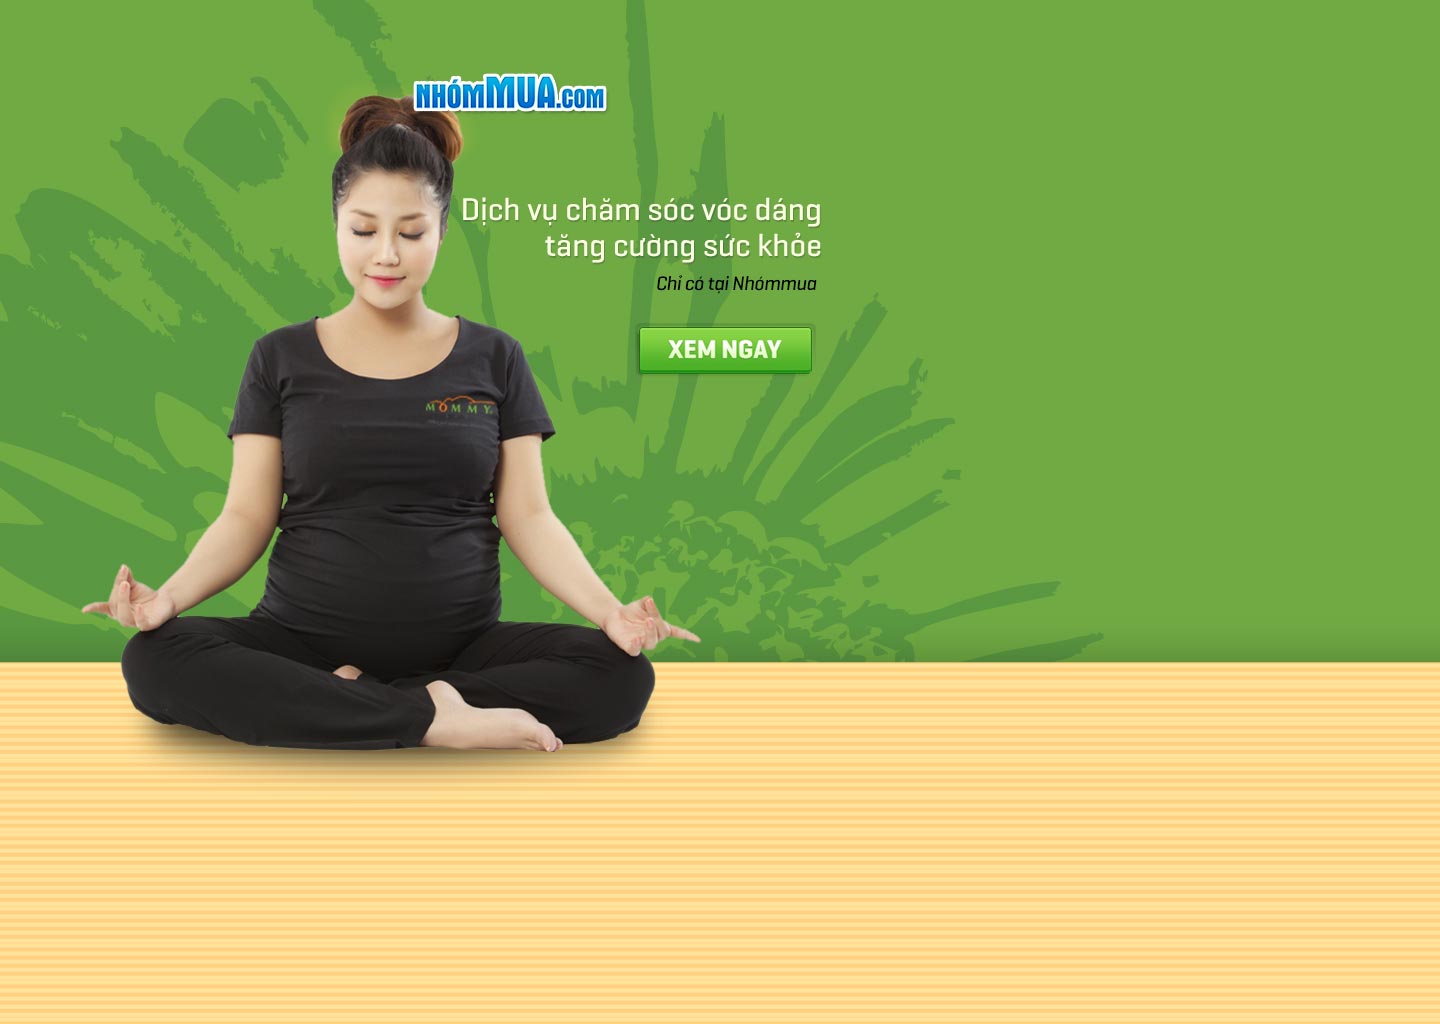 NHÓMMUA.COM
Dịch vụ chăm sóc vóc dáng
tăng cường sức khỏe
Chỉ có tại Nhómmua
XEM NGAY
MOMMY